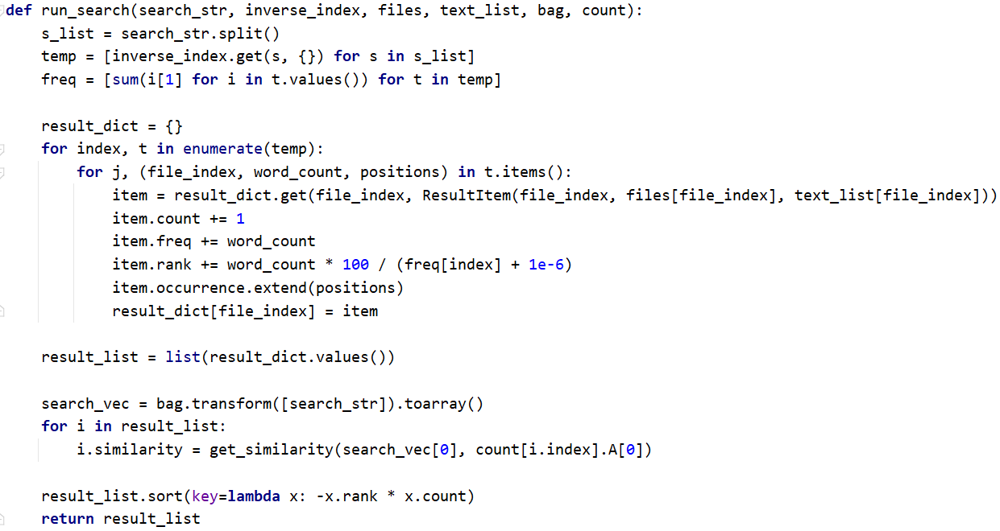 def run_search(search_str, inverse_index, files, text_list, bag, count):
    s_list = search_str.split()
    temp = [inverse_index.get(s, {}) for s in s_list]
    freq = [sum(i[1] for i in t.values()) for t in temp]

    result_dict = {}
    for index, t in enumerate(temp):
        for j, (file_index, word_count, positions) in t.items():
            item = result_dict.get(file_index, ResultItem(file_index, files[file_index], text_list[file_index]))
            item.count += 1
            item.freq += word_count
            item.rank += word_count * 100 / (freq[index] + 1e-6)
            item.occurrence.extend(positions)
            result_dict[file_index] = item

    result_list = list(result_dict.values())

    search_vec = bag.transform([search_str]).toarray()
    for i in result_list:
        i.similarity = get_similarity(search_vec[0], count[i.index].A[0])

    result_list.sort(key=lambda x: -x.rank * x.count)
    return result_list